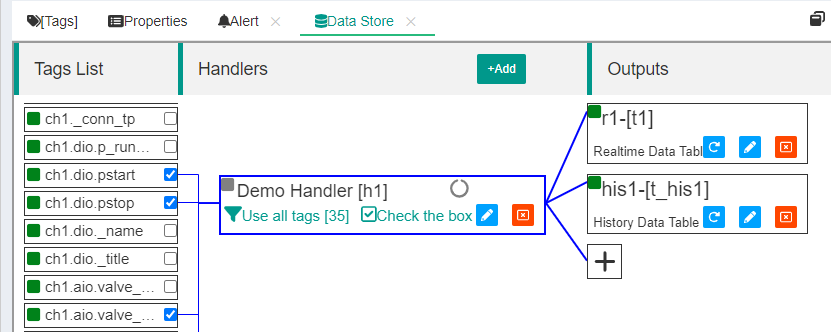 [Tags] Properties Alert Data Store
Tags List Handlers +Add Outputs
ch1._conn_tp
ch1.dio.p_run...
ch1.dio.pstart
ch1.dio.pstop
ch1.dio._name
ch1.dio._title
ch1.aio.valve_...
ch1.aio.valve_...
Demo Handler [h1]
Use all tags [35] Check the box
r1-[t1]
Realtime Data Tabl
his1-[t_his1]
History Data Table